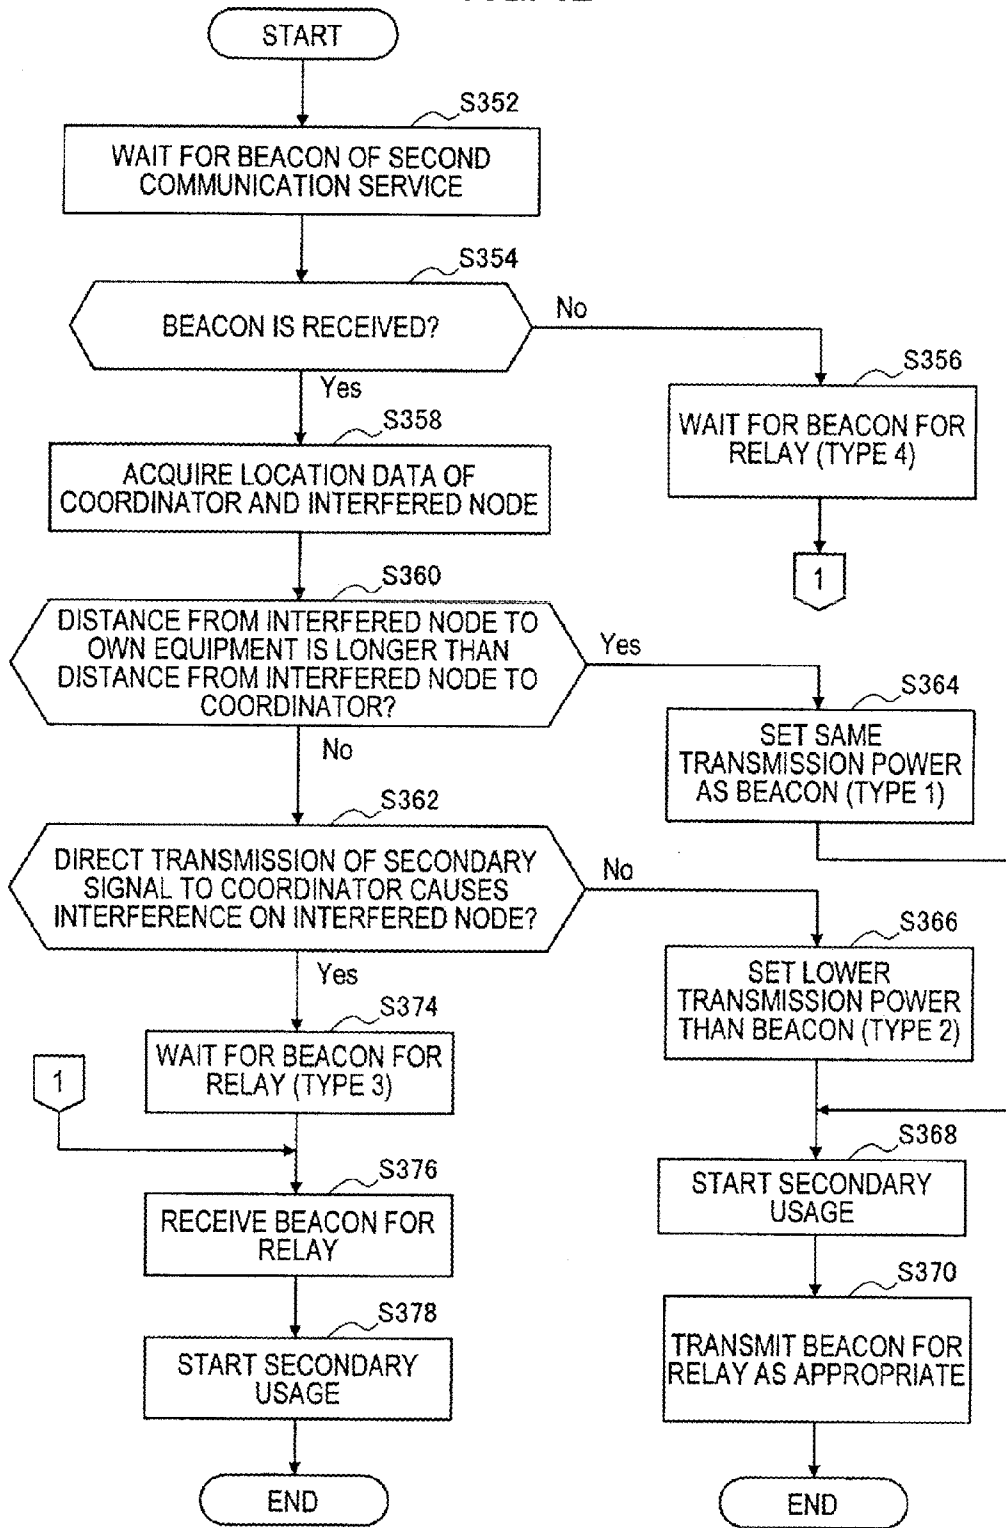 START
S352
WAIT FOR BEACON OF SECOND
COMMUNICATION SERVICE
S354
BEACON IS RECEIVED?
No
Yes
S356
WAIT FOR BEACON FOR
RELAY (TYPE 4)
1
S358
ACQUIRE LOCATION DATA OF
COORDINATOR AND INTERFERED NODE
S360
DISTANCE FROM INTERFERED NODE TO
OWN EQUIPMENT IS LONGER THAN
DISTANCE FROM INTERFERED NODE TO
COORDINATOR?
Yes
No
S364
SET SAME
TRANSMISSION POWER
AS BEACON (TYPE 1)
S362
DIRECT TRANSMISSION OF SECONDARY
SIGNAL TO COORDINATOR CAUSES
INTERFERENCE ON INTERFERED NODE?
No
Yes
S366
SET LOWER
TRANSMISSION POWER
THAN BEACON (TYPE 2)
S374
WAIT FOR BEACON FOR
RELAY (TYPE 3)
1
S376
RECEIVE BEACON FOR
RELAY
S378
START SECONDARY
USAGE
END
S368
START SECONDARY
USAGE
S370
TRANSMIT BEACON FOR
RELAY AS APPROPRIATE
END